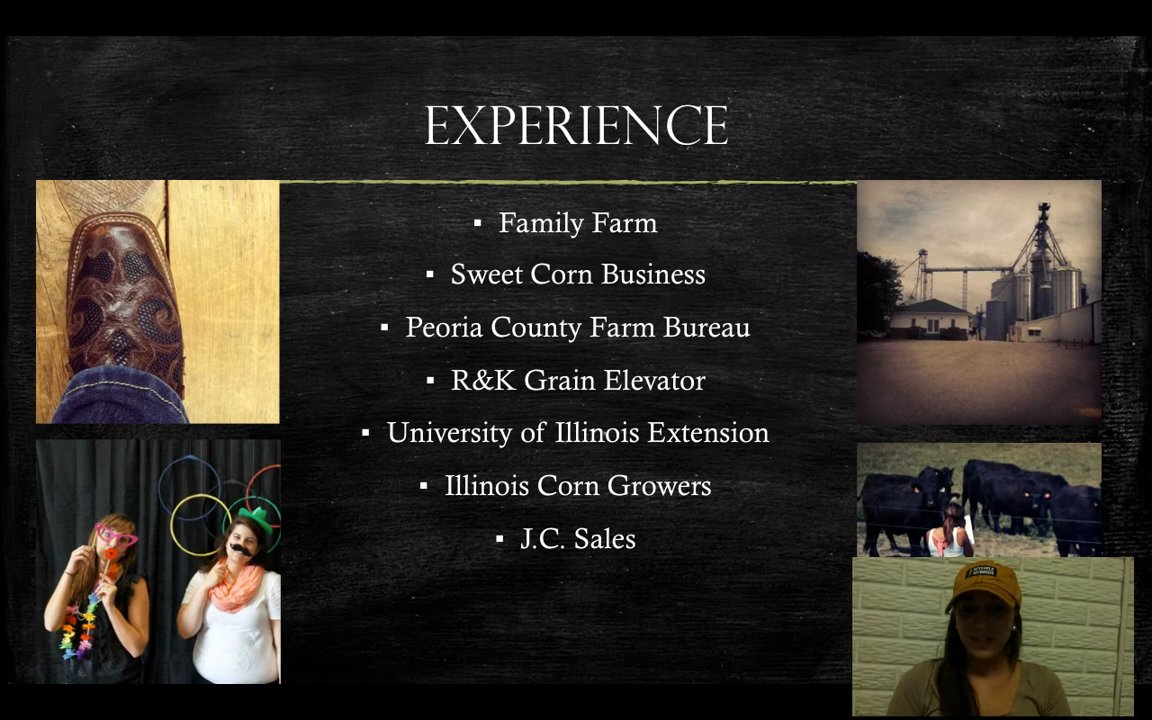 EXPERIENCE
▪ Family Farm
▪ Sweet Corn Business
▪ Peoria County Farm Bureau
▪ R&K Grain Elevator
▪ University of Illinois Extension
▪ Illinois Corn Growers
▪ J.C. Sales